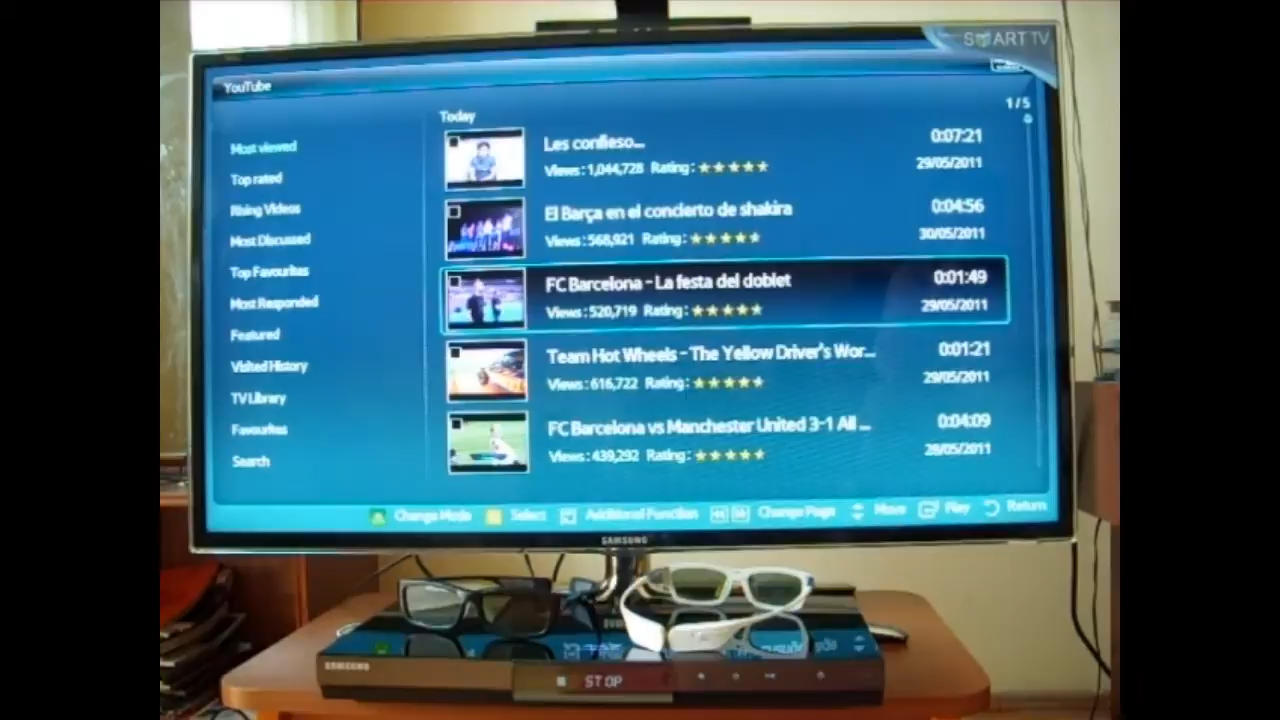 SMART TV
YouTube
1/5
Today
Most viewed
Top rated
Rising Videos
Most Discussed
Top Favourites
Most Responded
Featured
Visited History
TV Library
Favourites
Search
Les confieso... 0:07:21
Views : 1,044,728 Rating : 29/05/2011
El Barça en el concierto de shakira 0:04:56
Views : 568,921 Rating : 30/05/2011
FC Barcelona - La festa del doblet 0:01:49
Views : 520,719 Rating : 29/05/2011
Team Hot Wheels - The Yellow Driver's Wor... 0:01:21
Views : 616,722 Rating : 29/05/2011
FC Barcelona vs Manchester United 3-1 All ... 0:04:09
Views : 439,292 Rating : 28/05/2011
Change Mode Select Additional Function Change Page Move Play Return
SAMSUNG
SAMSUNG
STOP